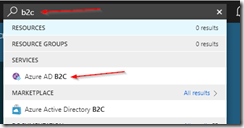 b2c
RESOURCES 0 results
RESOURCE GROUPS 0 results
SERVICES
Azure AD B2C
MARKETPLACE All results
Azure Active Directory B2C
DOCUMENTATION